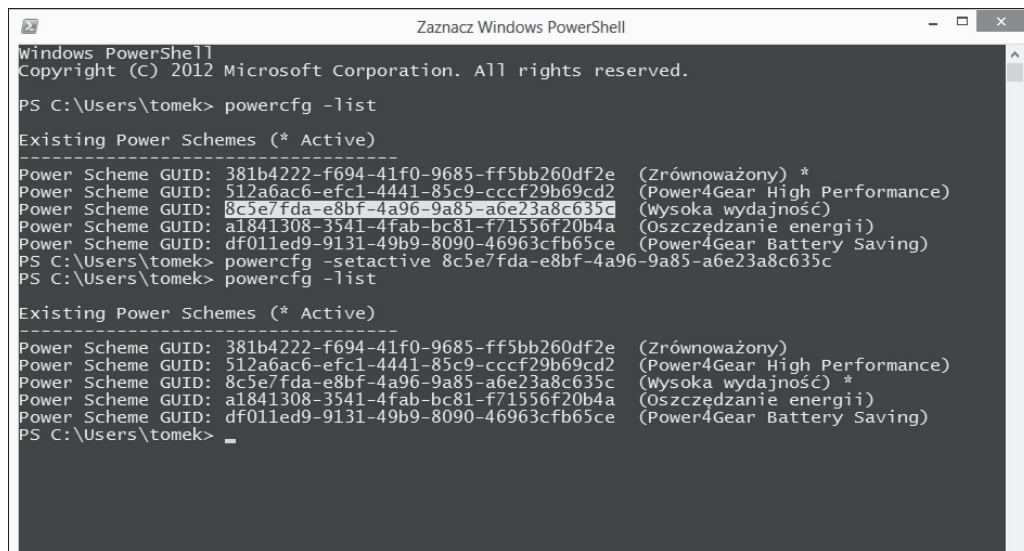 Zaznacz Windows PowerShell
Windows PowerShell
Copyright (C) 2012 Microsoft Corporation. All rights reserved.
PS C:\Users\tomek> powercfg -list
Existing Power Schemes (* Active)
-----------------------------------
Power Scheme GUID: 381b4222-f694-41f0-9685-ff5bb260df2e  (Zrównoważony) *
Power Scheme GUID: 512a6ac6-efc1-4441-85c9-cccf29b69cd2  (Power4Gear High Performance)
Power Scheme GUID: 8c5e7fda-e8bf-4a96-9a85-a6e23a8c635c  (Wysoka wydajność)
Power Scheme GUID: a1841308-3541-4fab-bc81-f71556f20b4a  (Oszczędzanie energii)
Power Scheme GUID: df011ed9-9131-49b9-8090-46963cfb65ce  (Power4Gear Battery Saving)
PS C:\Users\tomek> powercfg -setactive 8c5e7fda-e8bf-4a96-9a85-a6e23a8c635c
PS C:\Users\tomek> powercfg -list
Existing Power Schemes (* Active)
-----------------------------------
Power Scheme GUID: 381b4222-f694-41f0-9685-ff5bb260df2e  (Zrównoważony)
Power Scheme GUID: 512a6ac6-efc1-4441-85c9-cccf29b69cd2  (Power4Gear High Performance)
Power Scheme GUID: 8c5e7fda-e8bf-4a96-9a85-a6e23a8c635c  (Wysoka wydajność) *
Power Scheme GUID: a1841308-3541-4fab-bc81-f71556f20b4a  (Oszczędzanie energii)
Power Scheme GUID: df011ed9-9131-49b9-8090-46963cfb65ce  (Power4Gear Battery Saving)
PS C:\Users\tomek> _